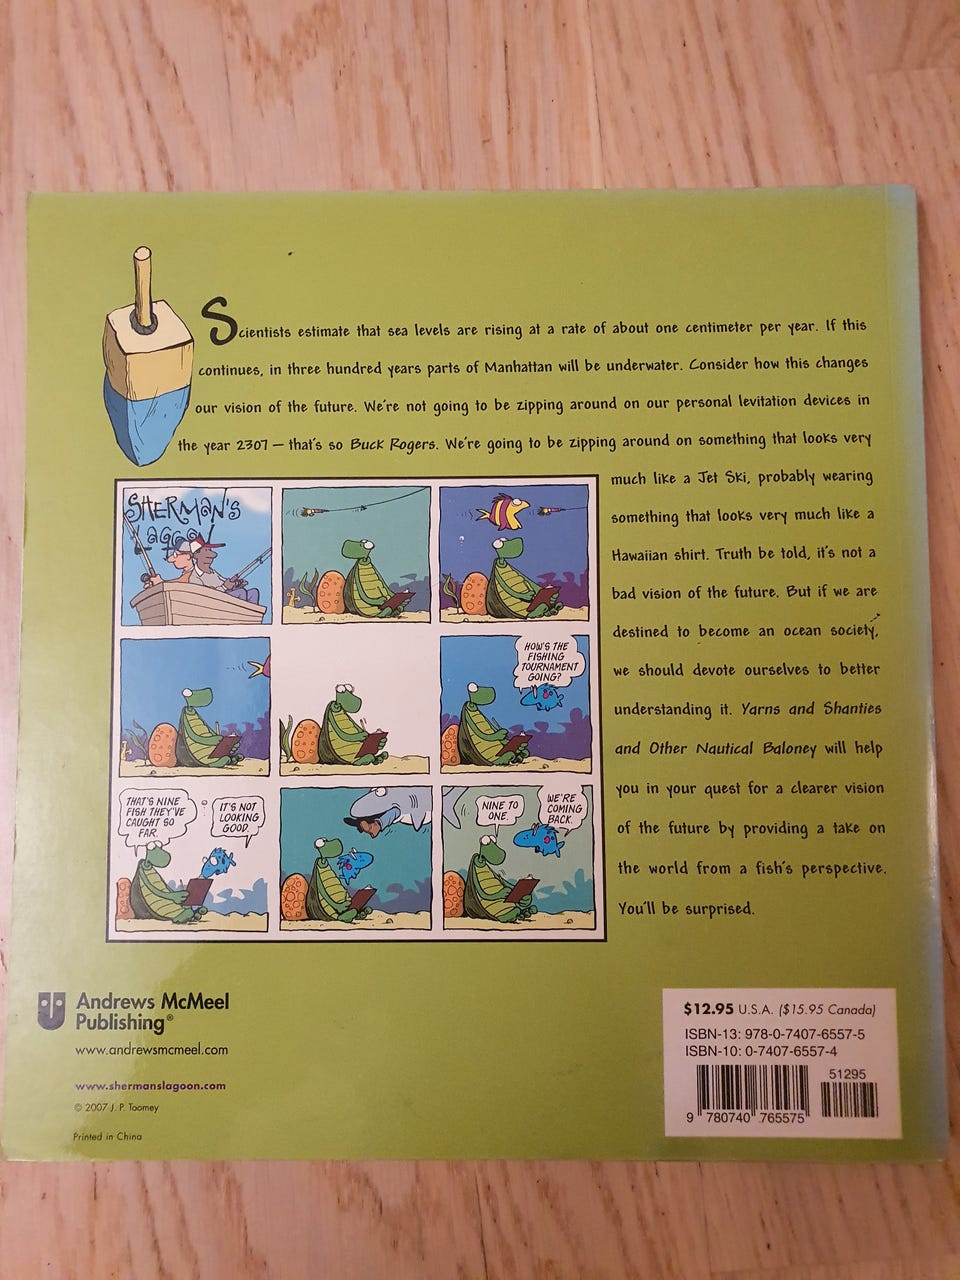 Scientists estimate that sea levels are rising at a rate of about one centimeter per year. If this
continues, in three hundred years parts of Manhattan will be underwater. Consider how this changes
our vision of the future. We're not going to be zipping around on our personal levitation devices in
the year 2307 — that's so Buck Rogers. We're going to be zipping around on something that looks very
much like a Jet Ski, probably wearing
something that looks very much like a
Hawaiian shirt. Truth be told, it's not a
bad vision of the future. But if we are
destined to become an ocean society,
we should devote ourselves to better
understanding it. Yarns and Shanties
and Other Nautical Baloney will help
you in your quest for a clearer vision
of the future by providing a take on
the world from a fish's perspective.
You'll be surprised.
SHERMAN'S
Lagoon
HOW'S THE
FISHING
TOURNAMENT
GOING?
THAT'S NINE
FISH THEY'VE
CAUGHT SO
FAR.
IT'S NOT
LOOKING
GOOD.
NINE TO
ONE.
WE'RE
COMING
BACK.
Andrews McMeel
Publishing®
www.andrewsmcmeel.com
www.shermanslagoon.com
© 2007 J. P. Toomey
Printed in China
$12.95 U.S.A. ($15.95 Canada)
ISBN-13: 978-0-7407-6557-5
ISBN-10: 0-7407-6557-4
51295
9 780740 765575